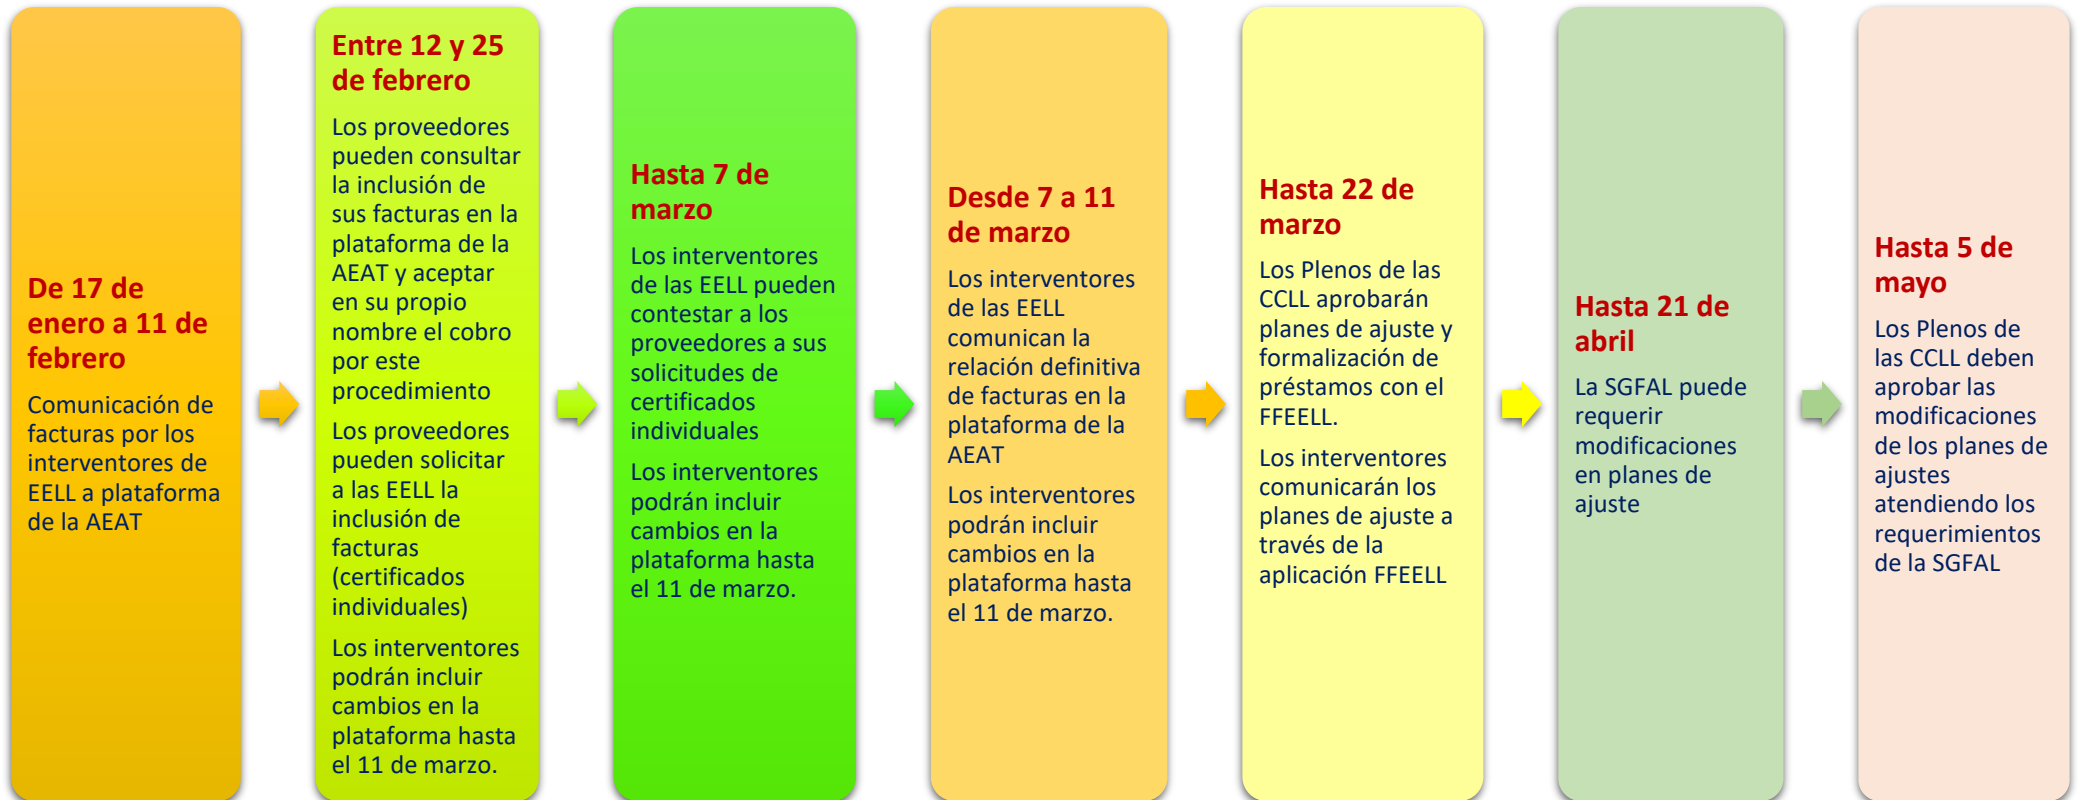 De 17 de
enero a 11 de
febrero
Comunicación de
facturas por los
interventores de
EELL a plataforma
de la AEAT
Entre 12 y 25
de febrero
Los proveedores
pueden consultar
la inclusión de
sus facturas en la
plataforma de la
AEAT y aceptar
en su propio
nombre el cobro
por este
procedimiento
Los proveedores
pueden solicitar
a las EELL la
inclusión de
facturas
(certificados
individuales)
Los interventores
podrán incluir
cambios en la
plataforma hasta
el 11 de marzo.
Hasta 7 de
marzo
Los interventores
de las EELL pueden
contestar a los
proveedores a sus
solicitudes de
certificados
individuales
Los interventores
podrán incluir
cambios en la
plataforma hasta
el 11 de marzo.
Desde 7 a 11
de marzo
Los interventores
de las EELL
comunican la
relación definitiva
de facturas en la
plataforma de la
AEAT
Los interventores
podrán incluir
cambios en la
plataforma hasta
el 11 de marzo.
Hasta 22 de
marzo
Los Plenos de las
CCLL aprobarán
planes de ajuste y
formalización de
préstamos con el
FFEELL.
Los interventores
comunicarán los
planes de ajuste a
través de la
aplicación FFEELL
Hasta 21 de
abril
La SGFAL puede
requerir
modificaciones
en planes de
ajuste
Hasta 5 de
mayo
Los Plenos de
las CCLL deben
aprobar las
modificaciones
de los planes de
ajustes
atendiendo los
requerimientos
de la SGFAL